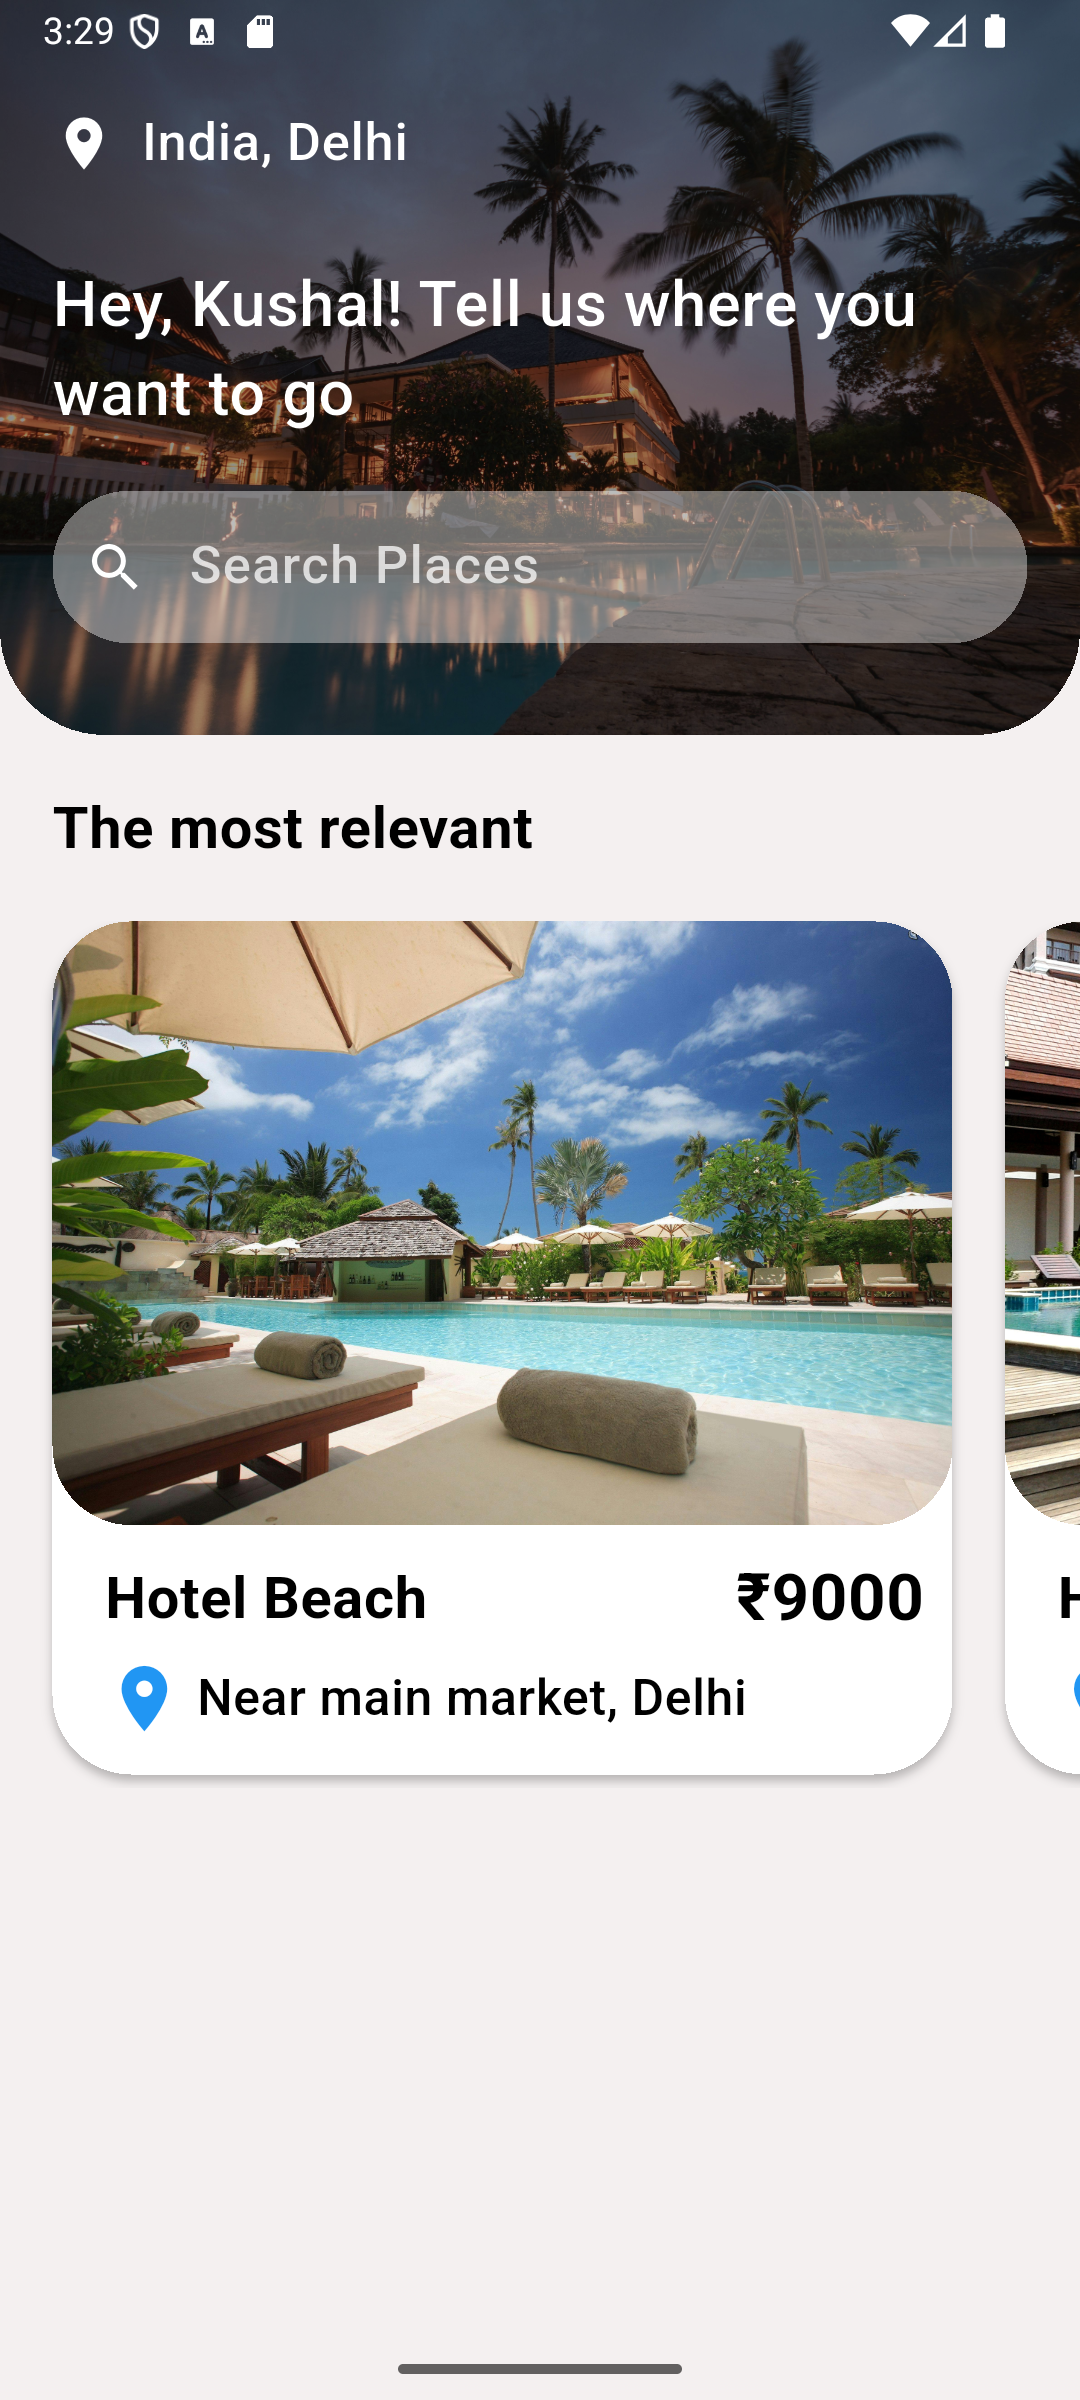 3:29
India, Delhi
Hey, Kushal! Tell us where you
want to go
Search Places
The most relevant
Hotel Beach ₹9000
H
Near main market, Delhi